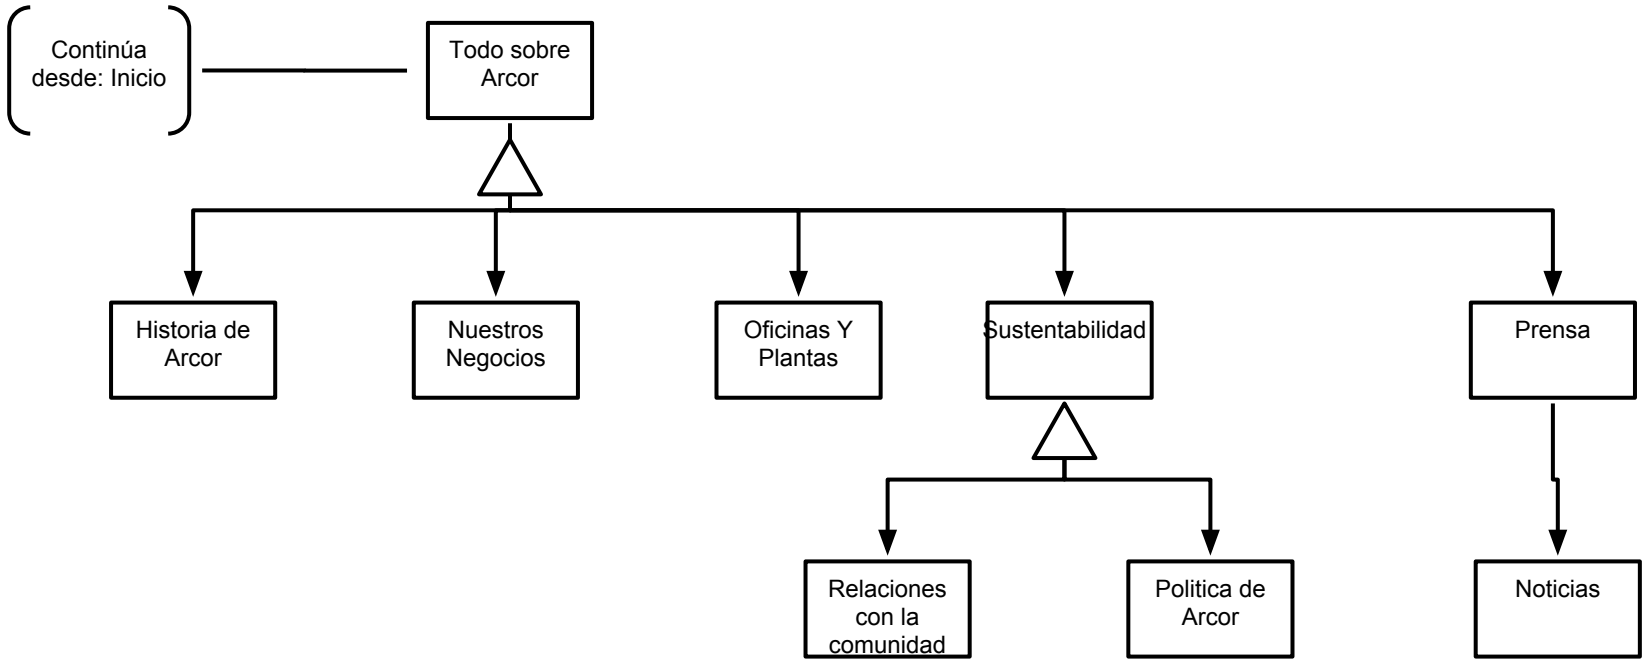 Continúa
desde: Inicio
Todo sobre
Arcor
Historia de
Arcor
Nuestros
Negocios
Oficinas Y
Plantas
Sustentabilidad
Prensa
Relaciones
con la
comunidad
Politica de
Arcor
Noticias